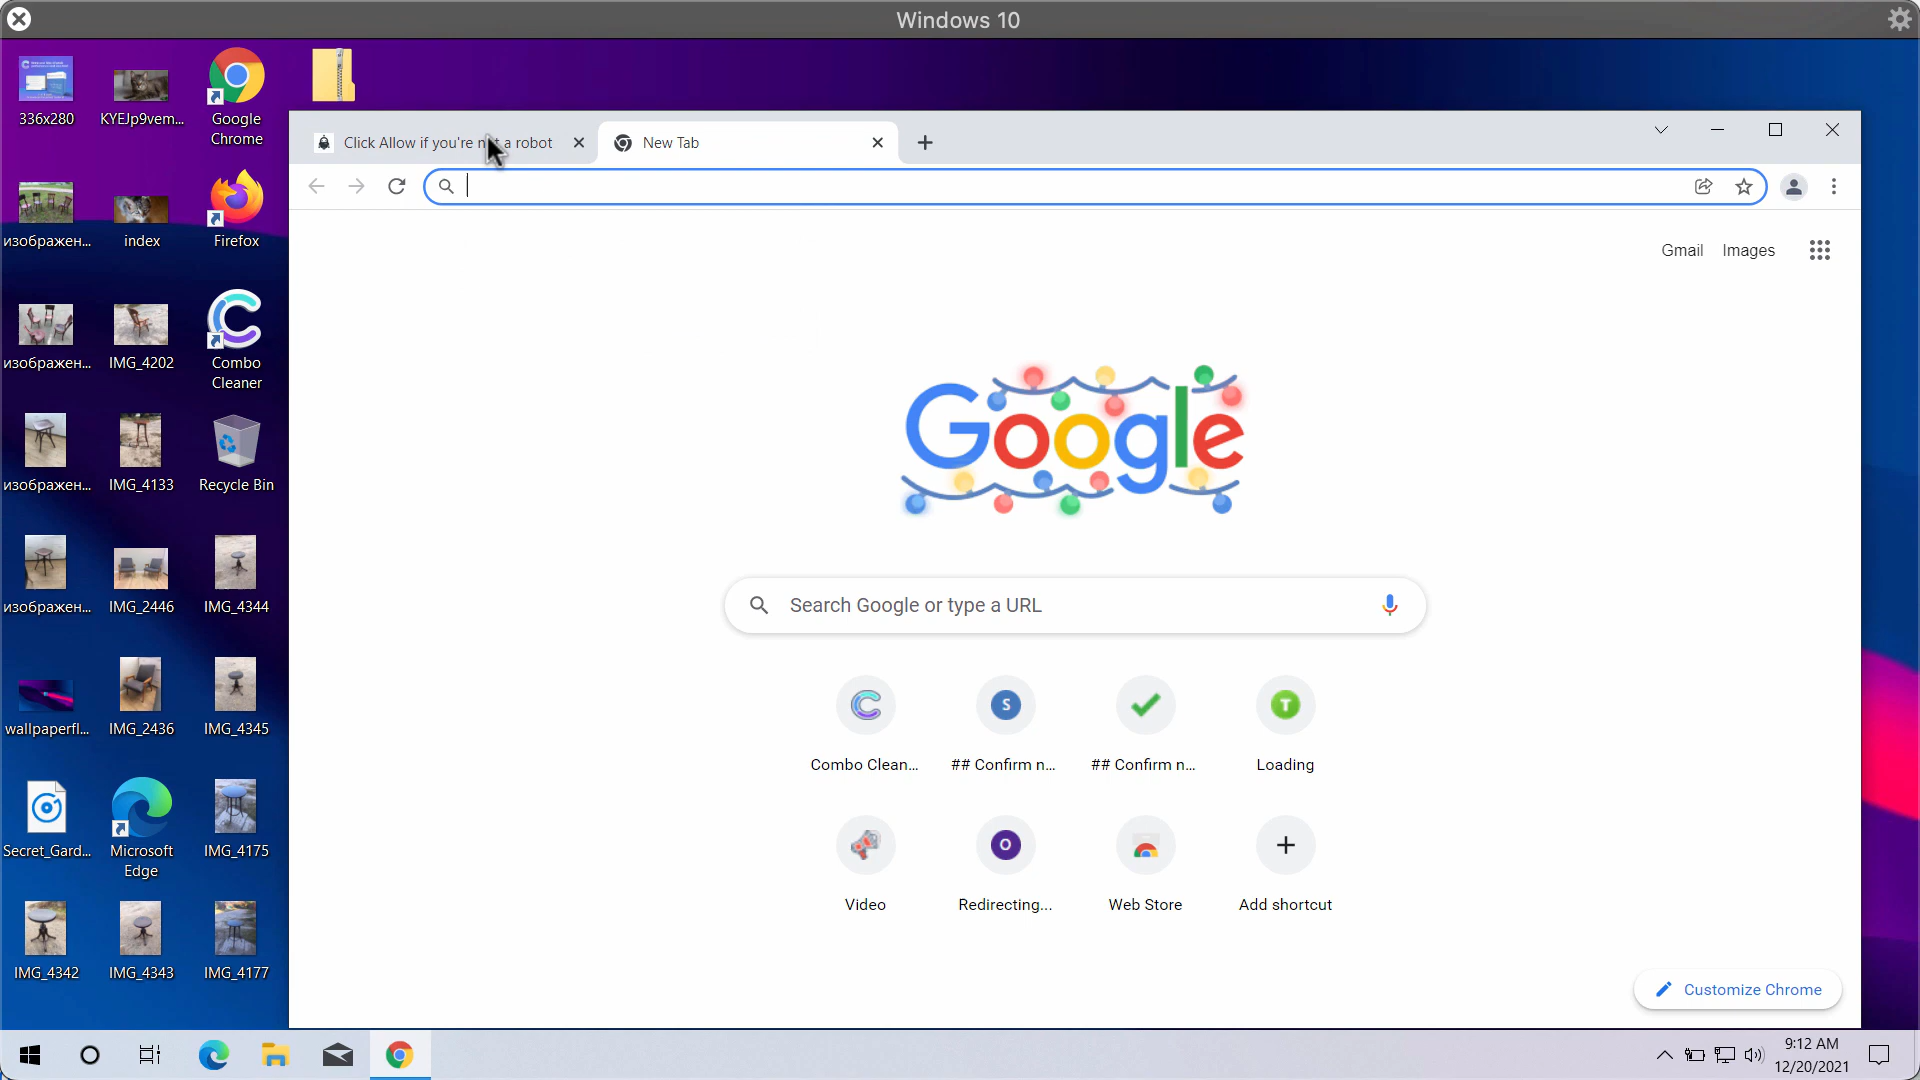 Windows 10
336x280
KYEJp9vem...
Google
Chrome
Click Allow if you're not a robot
New Tab
изображен...
index
Firefox
Gmail
Images
изображен...
IMG_4202
Combo
Cleaner
Google
изображен...
IMG_4133
Recycle Bin
изображен...
IMG_2446
IMG_4344
Search Google or type a URL
wallpaperfl...
IMG_2436
IMG_4345
S
T
Combo Clean...
## Confirm n...
## Confirm n...
Loading
Secret_Gard...
Microsoft
Edge
IMG_4175
O
Video
Redirecting...
Web Store
Add shortcut
IMG_4342
IMG_4343
IMG_4177
Customize Chrome
9:12 AM
12/20/2021